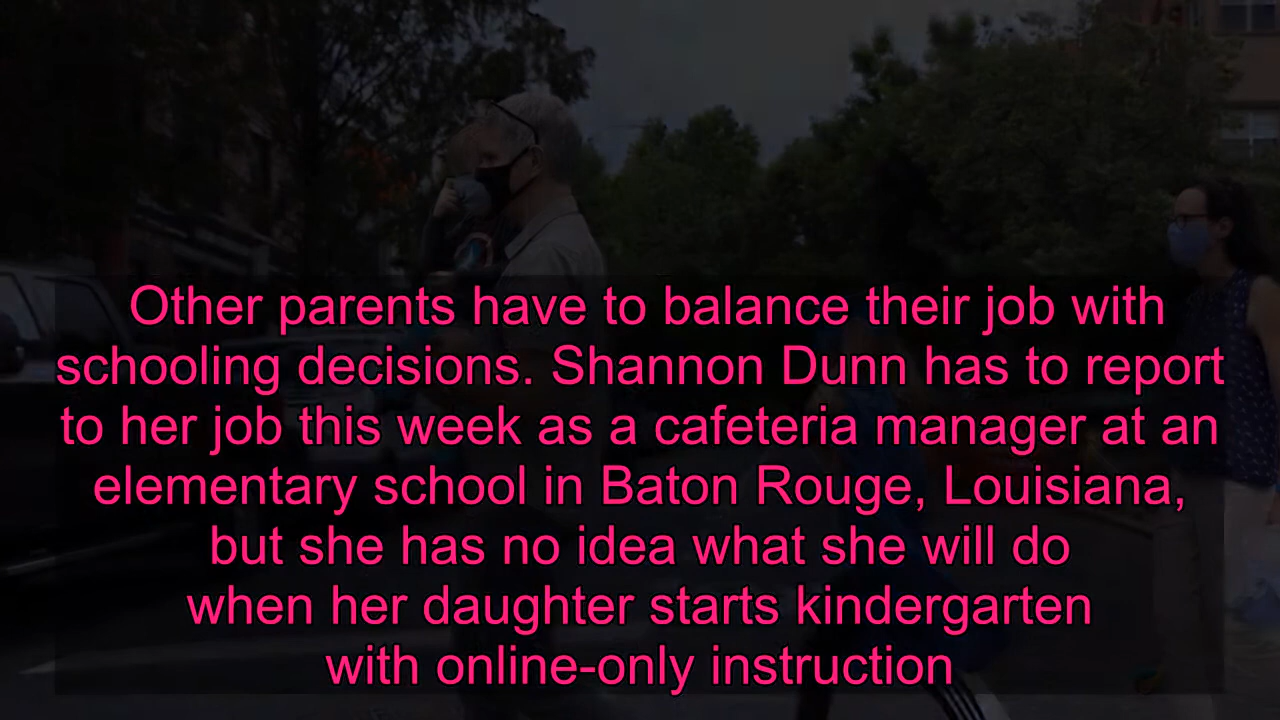 Other parents have to balance their job with
schooling decisions. Shannon Dunn has to report
to her job this week as a cafeteria manager at an
elementary school in Baton Rouge, Louisiana,
but she has no idea what she will do
when her daughter starts kindergarten
with online-only instruction